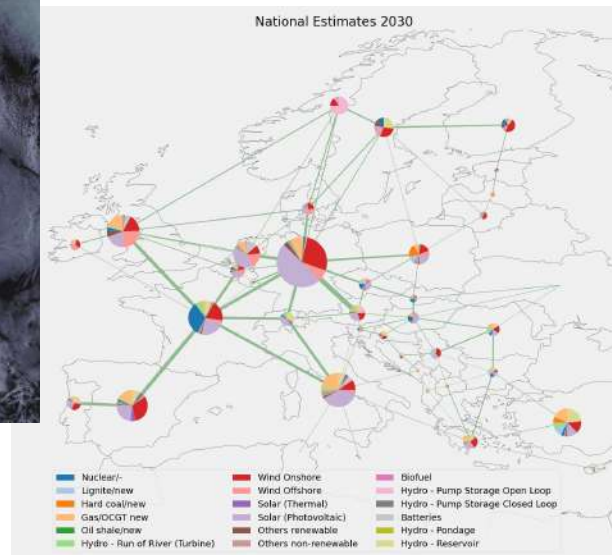 National Estimates 2030
Nuclear/-
Lignite/new
Hard coal/new
Gas/OCGT new
Oil shale/new
Hydro - Run of River (Turbine)
Wind Onshore
Wind Offshore
Solar (Thermal)
Solar (Photovoltaic)
Others renewable
Others non-renewable
Biofuel
Hydro - Pump Storage Open Loop
Hydro - Pump Storage Closed Loop
Batteries
Hydro - Pondage
Hydro - Reservoir